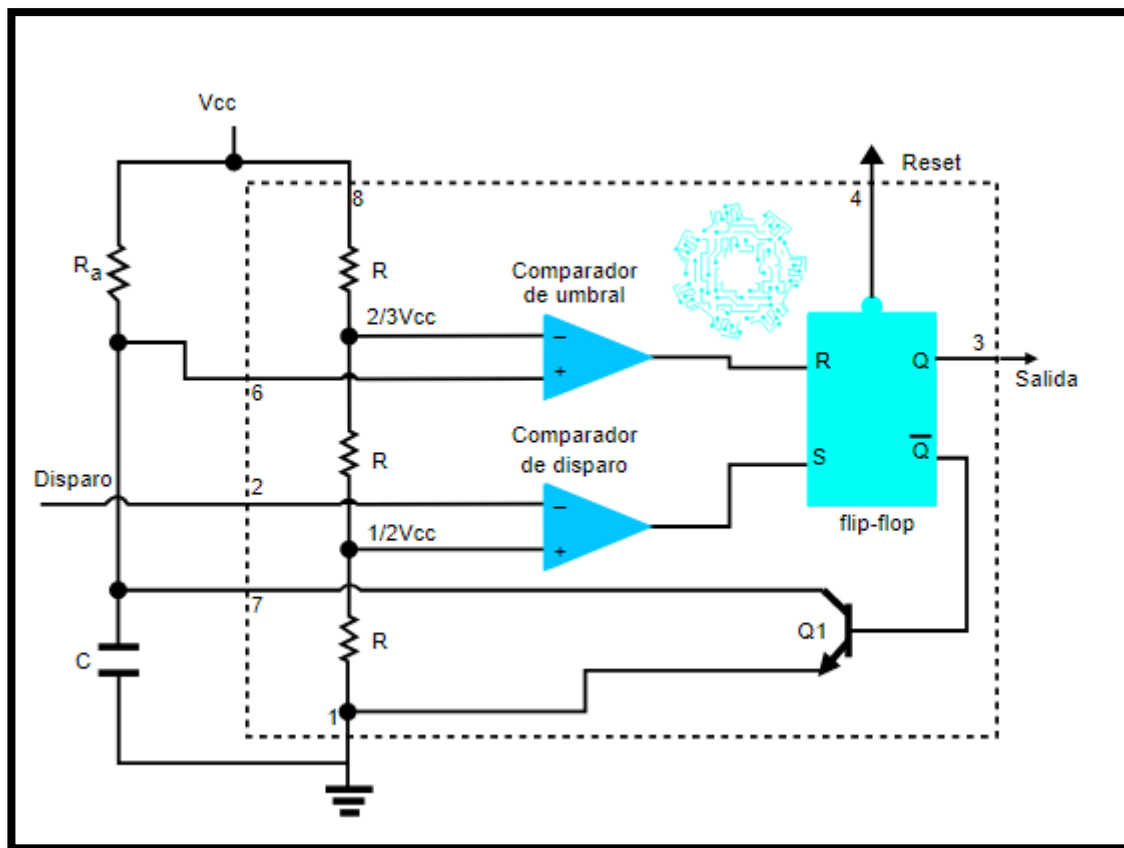 Vcc
Reset
8
4
Ra
R
Comparador
de umbral
2/3Vcc
–
+
6
R
Q
3
Salida
Comparador
de disparo
R
S
Q̅
Disparo
2
–
1/2Vcc
+
flip-flop
7
R
Q1
C
1